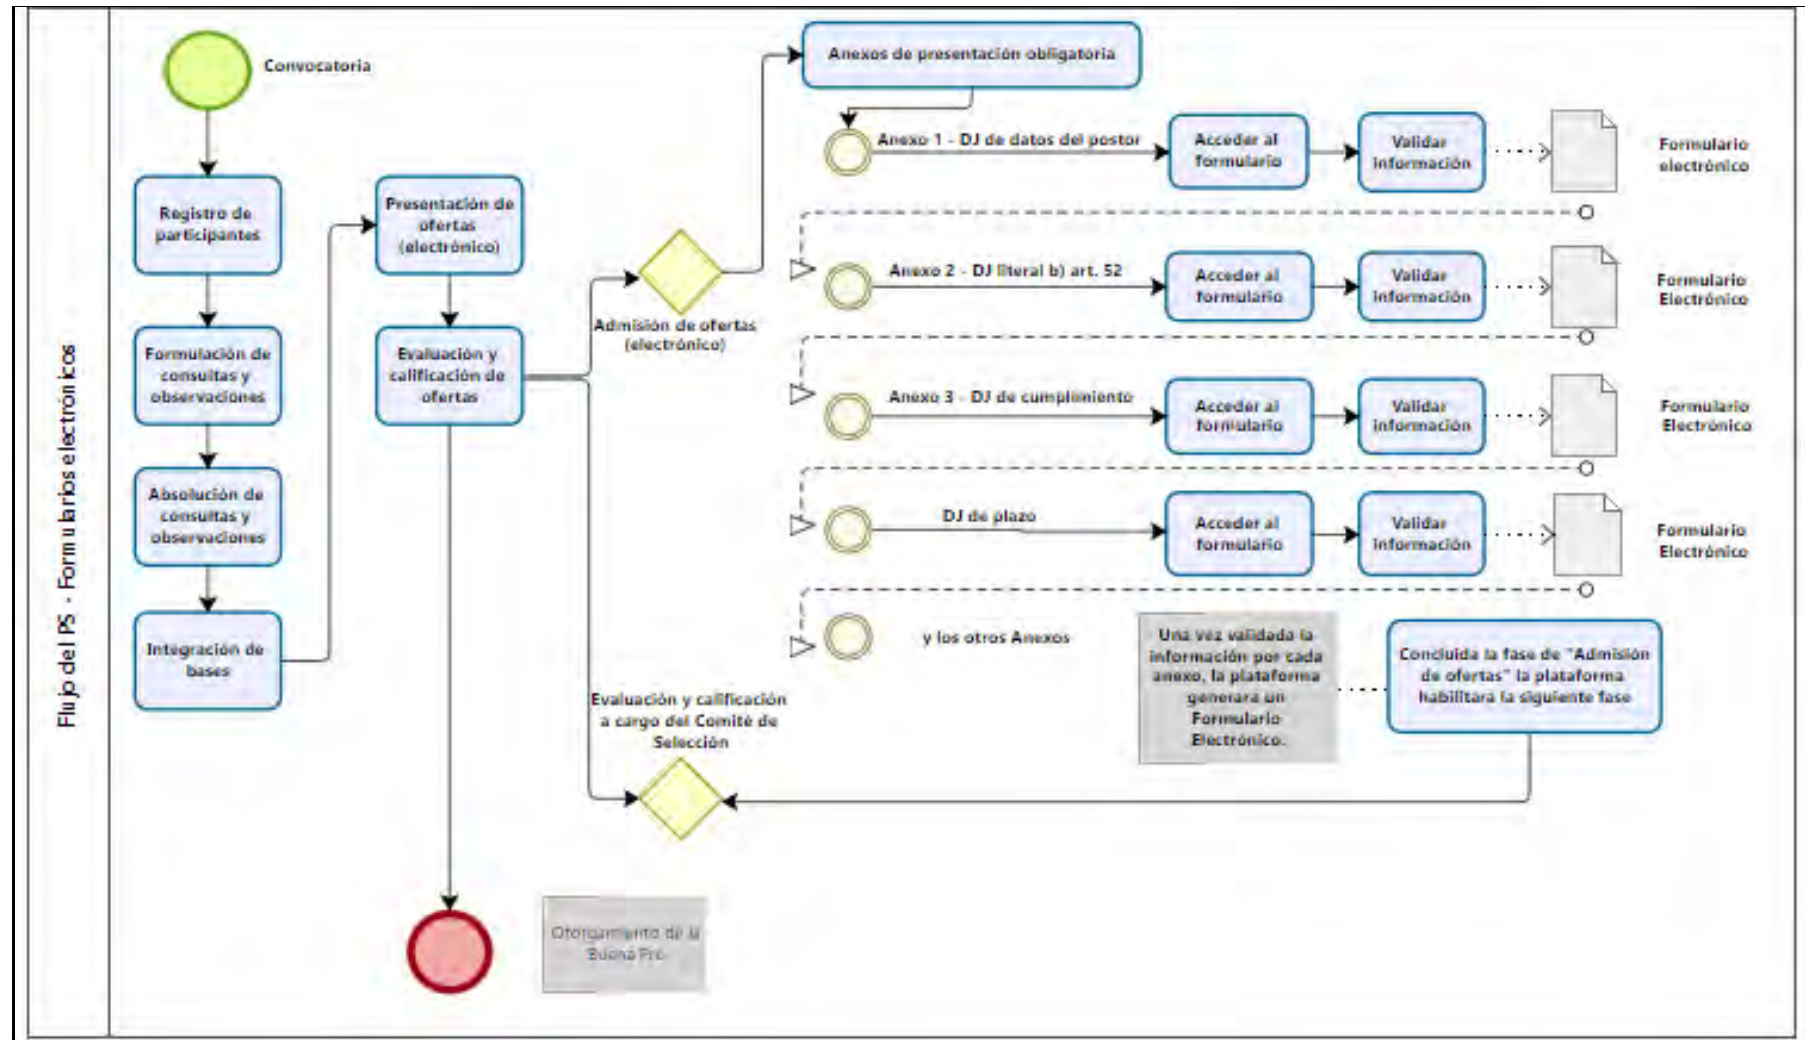 Flujo del PS - Formularios electrónicos
Convocatoria
Registro de
participantes
Formulación de
consultas y
observaciones
Absolución de
consultas y
observaciones
Integración de
bases
Presentación de
ofertas
(electrónico)
Evaluación y
calificación de
ofertas
Admisión de ofertas
(electrónico)
Anexos de presentación obligatoria
Anexo 1 - DJ de datos del postor
Acceder al
formulario
Validar
información
Formulario
electrónico
Anexo 2 - DJ literal b) art. 52
Acceder al
formulario
Validar
información
Formulario
Electrónico
Anexo 3 - DJ de cumplimiento
Acceder al
formulario
Validar
información
Formulario
Electrónico
DJ de plazo
Acceder al
formulario
Validar
información
Formulario
Electrónico
y los otros Anexos
Una vez validada la
información por cada
anexo, la plataforma
generara un
Formulario
Electrónico.
Concluida la fase de "Admisión
de ofertas" la plataforma
habilitara la siguiente fase
Evaluación y calificación
a cargo del Comité de
Selección
Otorgamiento de la
Buena Pro